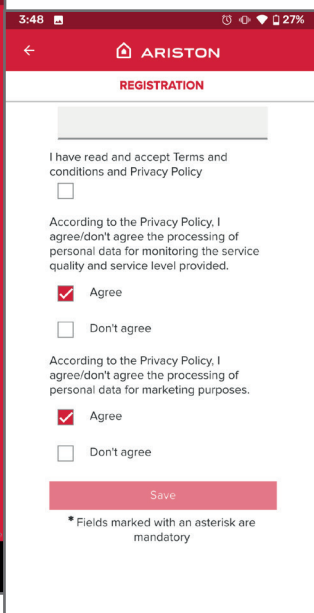 3:48 27%
ARISTON
REGISTRATION
I have read and accept Terms and
conditions and Privacy Policy
According to the Privacy Policy, I
agree/don't agree the processing of
personal data for monitoring the service
quality and service level provided.
Agree
Don't agree
According to the Privacy Policy, I
agree/don't agree the processing of
personal data for marketing purposes.
Agree
Don't agree
Save
* Fields marked with an asterisk are
mandatory